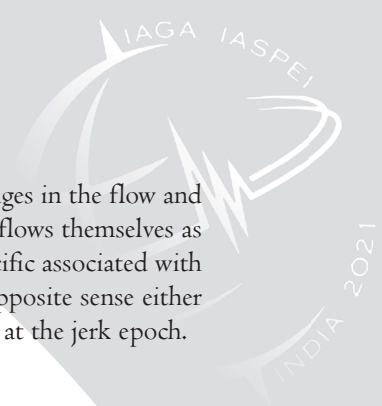 IAGA IASPEI
INDIA 2021
ges in the flow and
flows themselves as
cific associated with
pposite sense either
at the jerk epoch.